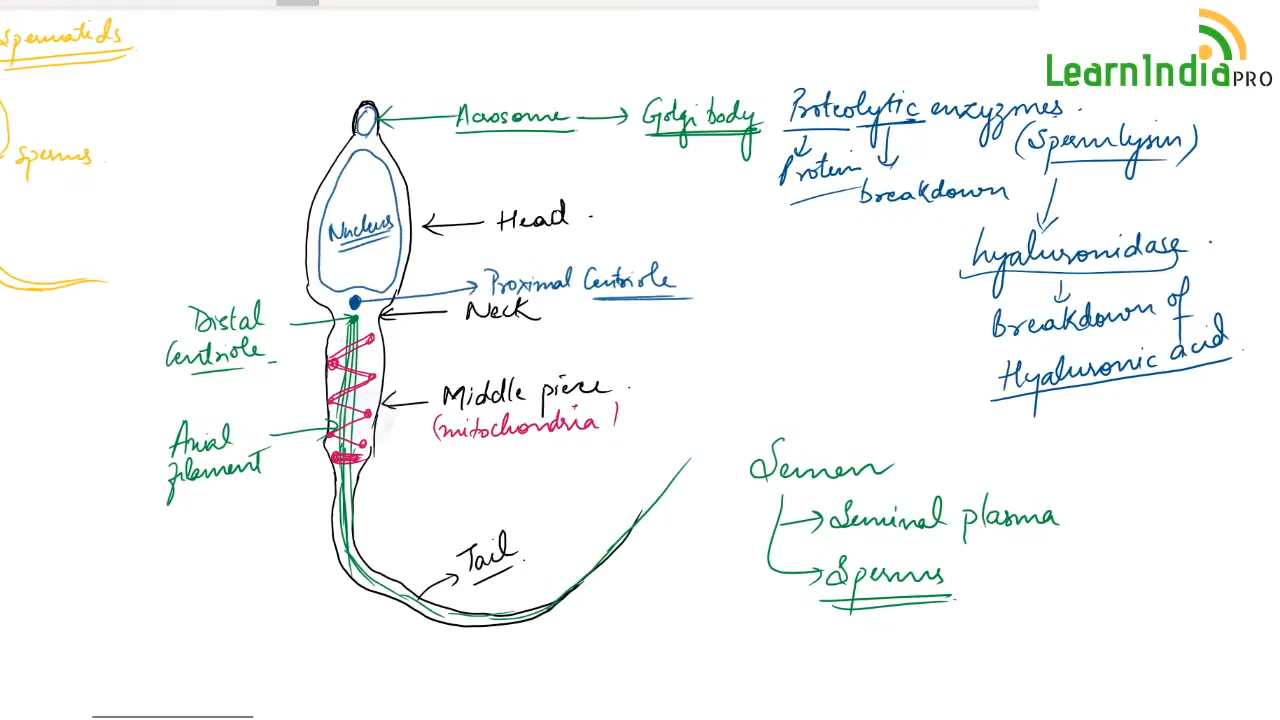 spermatids
sperms
LearnIndia PRO
Acrosome
Golgi body
Proteolytic enzyzmes.
(Spermlysin)
Protein
breakdown
Nucleus
Head
hyaluronidase
Proximal Centriole
Neck
Distal
Centriole
Breakdown of
Hyaluronic acid
Middle piece
(mitochondria)
Axial
filament
Semen
Seminal plasma
Sperms
Tail